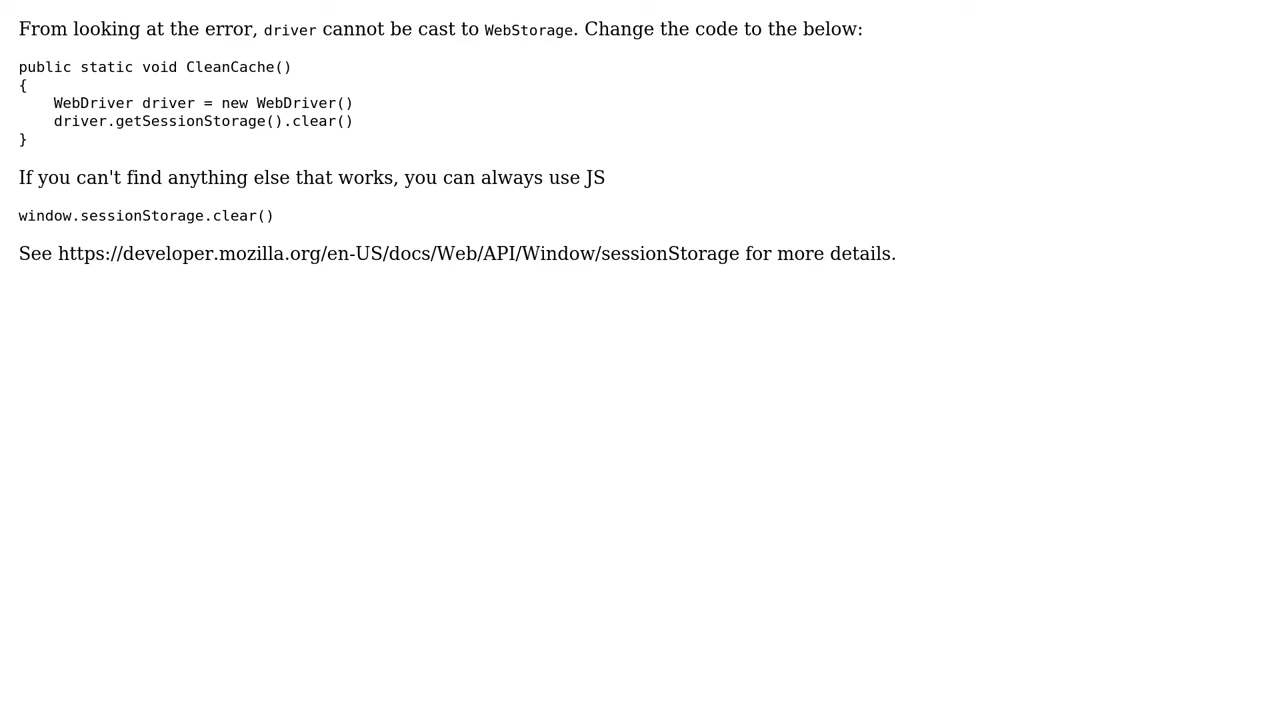 From looking at the error, driver cannot be cast to WebStorage. Change the code to the below:
public static void CleanCache()
{
    WebDriver driver = new WebDriver()
    driver.getSessionStorage().clear()
}
If you can't find anything else that works, you can always use JS
window.sessionStorage.clear()
See https://developer.mozilla.org/en-US/docs/Web/API/Window/sessionStorage for more details.